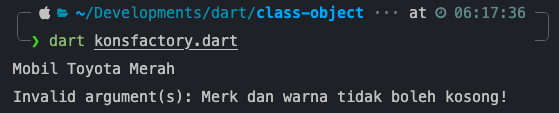 ~/Developments/dart/class-object ··· at 06:17:36
❯ dart konsfactory.dart
Mobil Toyota Merah
Invalid argument(s): Merk dan warna tidak boleh kosong!